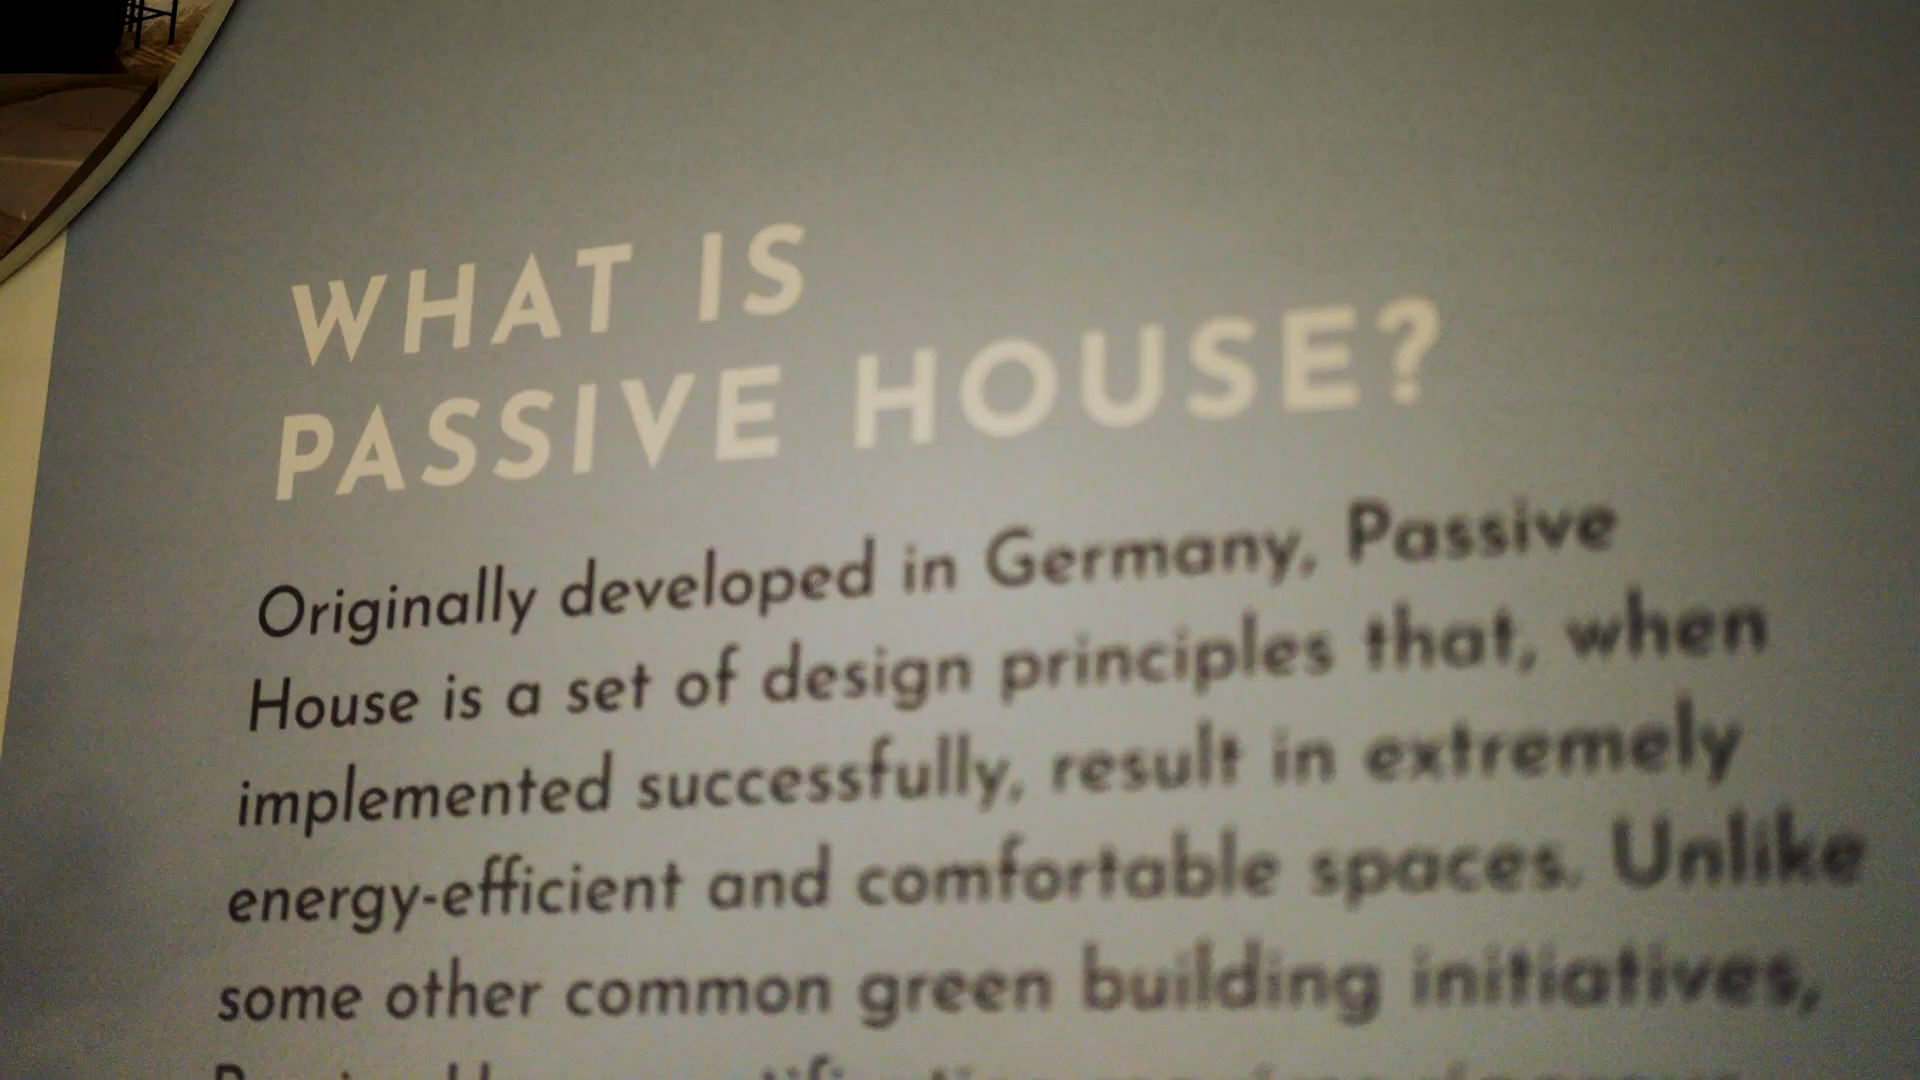 WHAT IS
PASSIVE HOUSE?
Originally developed in Germany, Passive
House is a set of design principles that, when
implemented successfully, result in extremely
energy-efficient and comfortable spaces. Unlike
some other common green building initiatives,